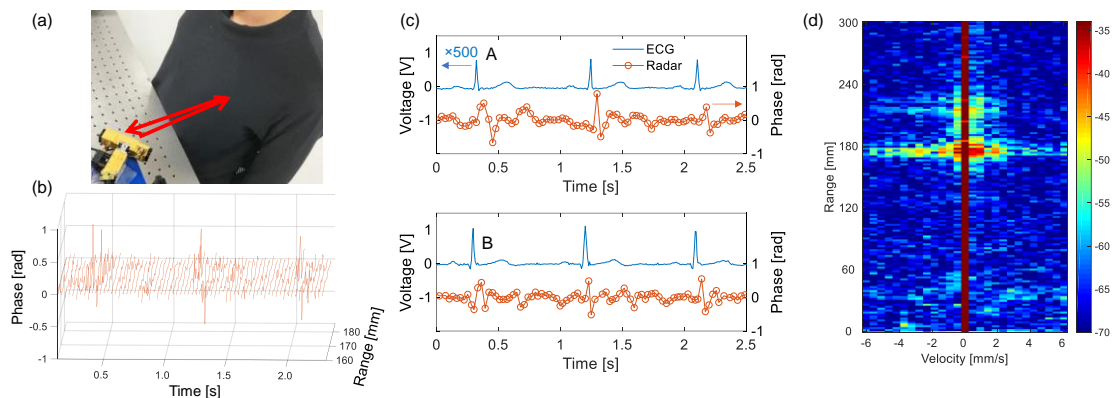 (a)
(b)
Phase [rad]
1
0.5
0
-0.5
-1
0.5
1.0
1.5
2.0
Time [s]
180
170
160
Range [mm]
(c)
A
×500
ECG
Radar
Voltage [V]
1
0
-1
Phase [rad]
1
0
-1
0 0.5 1 1.5 2 2.5
Time [s]
B
Voltage [V]
1
0
-1
Phase [rad]
1
0
-1
0 0.5 1 1.5 2 2.5
Time [s]
(d)
Range [mm]
300
240
180
120
60
0
-6 -4 -2 0 2 4 6
Velocity [mm/s]
-35
-40
-45
-50
-55
-60
-65
-70